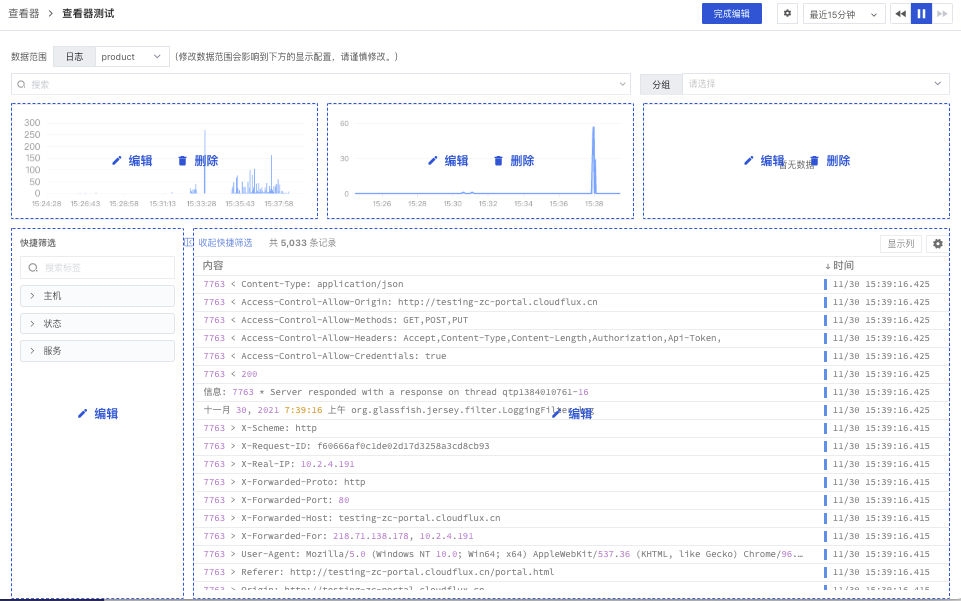 查看器 > 查看器测试
完成编辑
最近15分钟
数据范围 日志 product (修改数据范围会影响到下方的显示配置，请谨慎修改。)
搜索
分组 请选择
300
250
200
150
100
50
0
15:24:28 15:26:43 15:28:58 15:31:13 15:33:28 15:35:43 15:37:58
编辑 删除
60
30
0
15:26 15:28 15:30 15:32 15:34 15:36 15:38
编辑 删除
编辑 删除
暂无数据
快捷筛选
搜索标签
主机
状态
服务
编辑
收起快捷筛选 共 5,033 条记录
显示列
内容 ↓ 时间
7763 < Content-Type: application/json 11/30 15:39:16.425
7763 < Access-Control-Allow-Origin: http://testing-zc-portal.cloudflux.cn 11/30 15:39:16.425
7763 < Access-Control-Allow-Methods: GET,POST,PUT 11/30 15:39:16.425
7763 < Access-Control-Allow-Headers: Accept,Content-Type,Content-Length,Authorization,Api-Token, 11/30 15:39:16.425
7763 < Access-Control-Allow-Credentials: true 11/30 15:39:16.425
7763 < 200 11/30 15:39:16.425
信息: 7763 * Server responded with a response on thread qtp1384010761-16 11/30 15:39:16.425
十一月 30, 2021 7:39:16 上午 org.glassfish.jersey.filter.LoggingFilter log 11/30 15:39:16.425
编辑
7763 > X-Scheme: http 11/30 15:39:16.415
7763 > X-Request-ID: f60666af0c1de02d17d3258a3cd8cb93 11/30 15:39:16.415
7763 > X-Real-IP: 10.2.4.191 11/30 15:39:16.415
7763 > X-Forwarded-Proto: http 11/30 15:39:16.415
7763 > X-Forwarded-Port: 80 11/30 15:39:16.415
7763 > X-Forwarded-Host: testing-zc-portal.cloudflux.cn 11/30 15:39:16.415
7763 > X-Forwarded-For: 218.71.138.178, 10.2.4.191 11/30 15:39:16.415
7763 > User-Agent: Mozilla/5.0 (Windows NT 10.0; Win64; x64) AppleWebKit/537.36 (KHTML, like Gecko) Chrome/96.… 11/30 15:39:16.415
7763 > Referer: http://testing-zc-portal.cloudflux.cn/portal.html 11/30 15:39:16.415
7763 > Origin: http://testing-zc-portal.cloudflux.cn 11/30 15:39:16.415